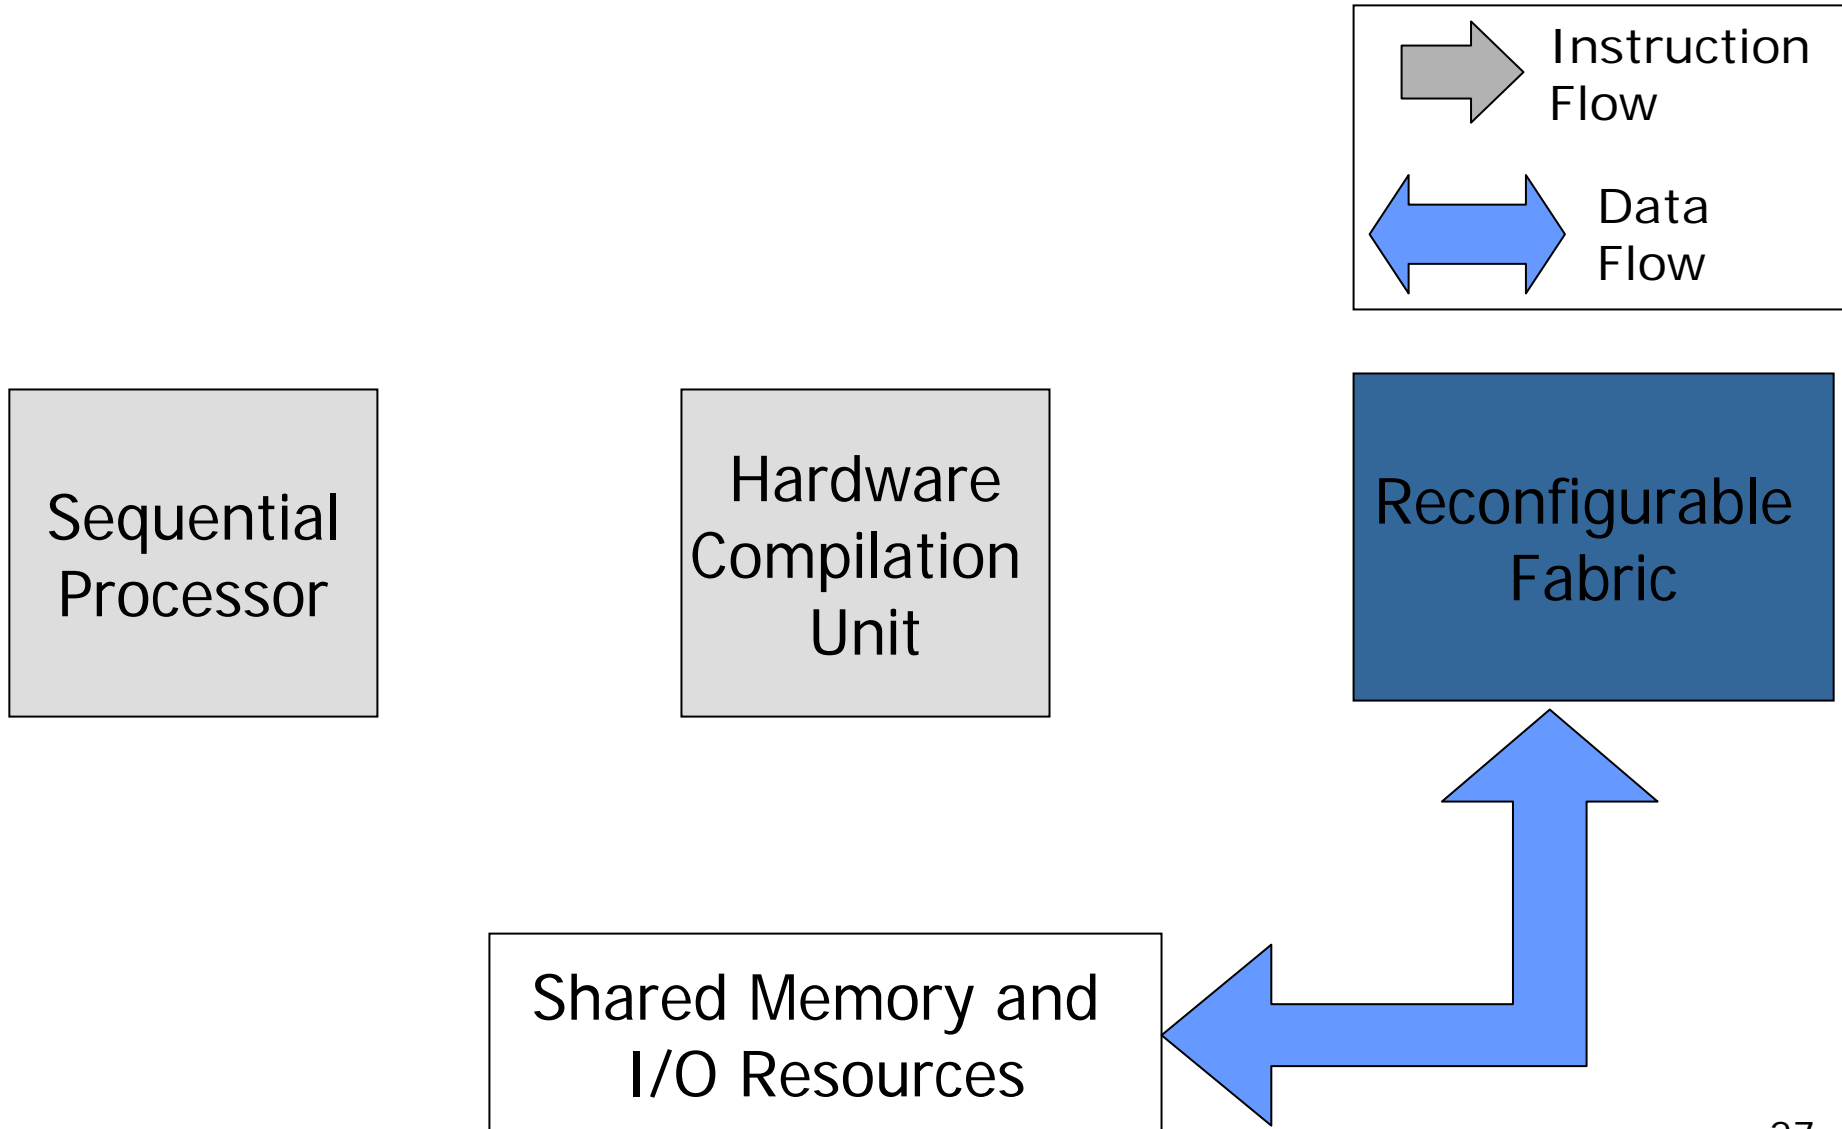 Instruction
Flow
Data
Flow
Sequential
Processor
Hardware
Compilation
Unit
Reconfigurable
Fabric
Shared Memory and
I/O Resources